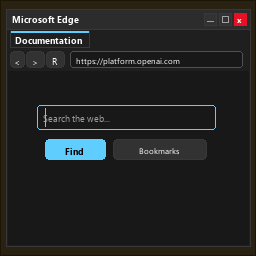 Microsoft Edge
Documentation
< > R https://platform.openai.com
Search the web...
Find Bookmarks